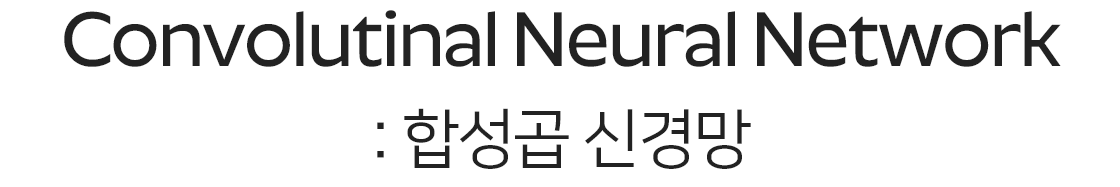 Convolutinal Neural Network
: 합성곱 신경망